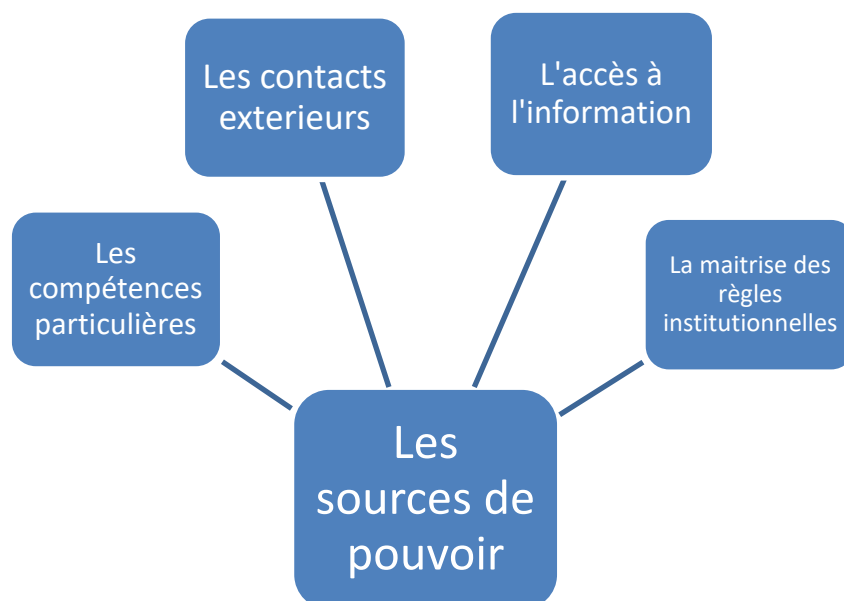 Les contacts
exterieurs
L'accès à
l'information
Les
compétences
particulières
La maitrise des
règles
institutionnelles
Les
sources de
pouvoir